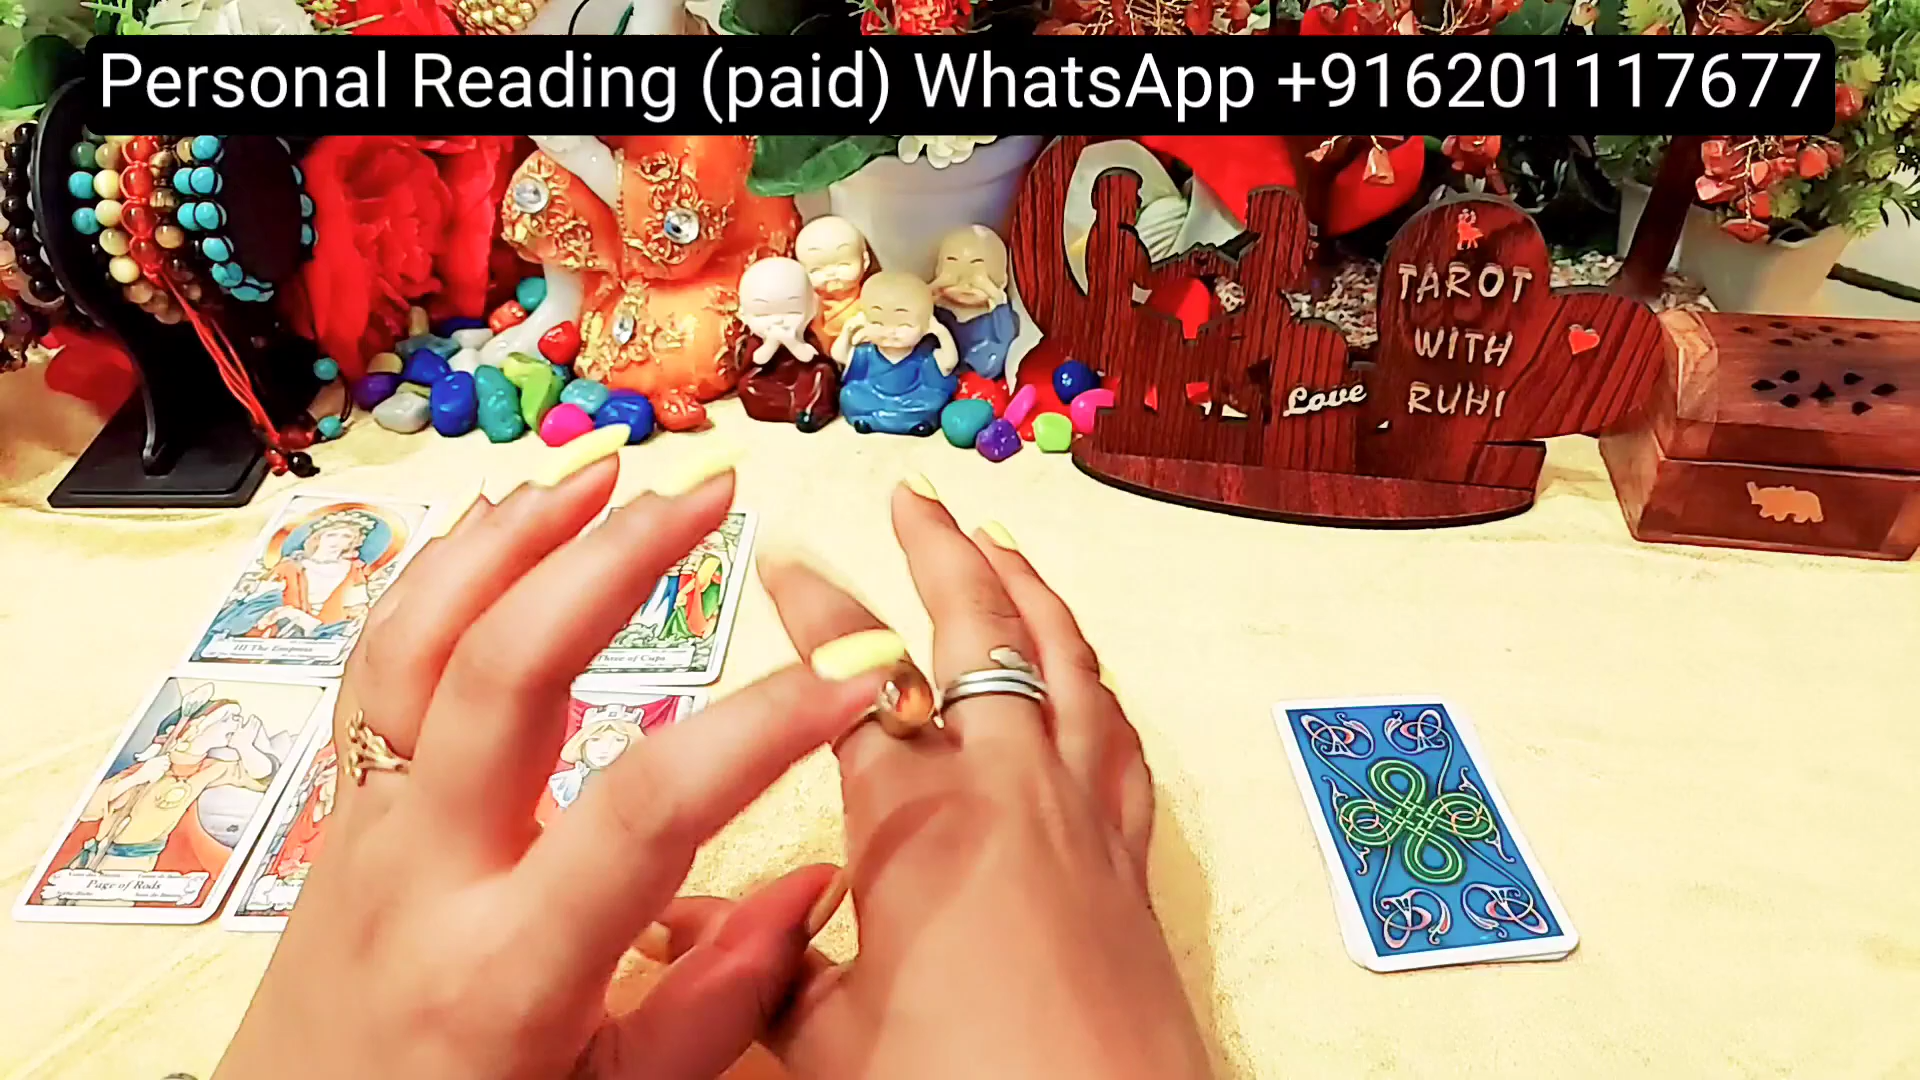 Personal Reading (paid) WhatsApp +916201117677
TAROT
WITH
RUHI
Love
III The Empress
Three of Cups
Page of Rods